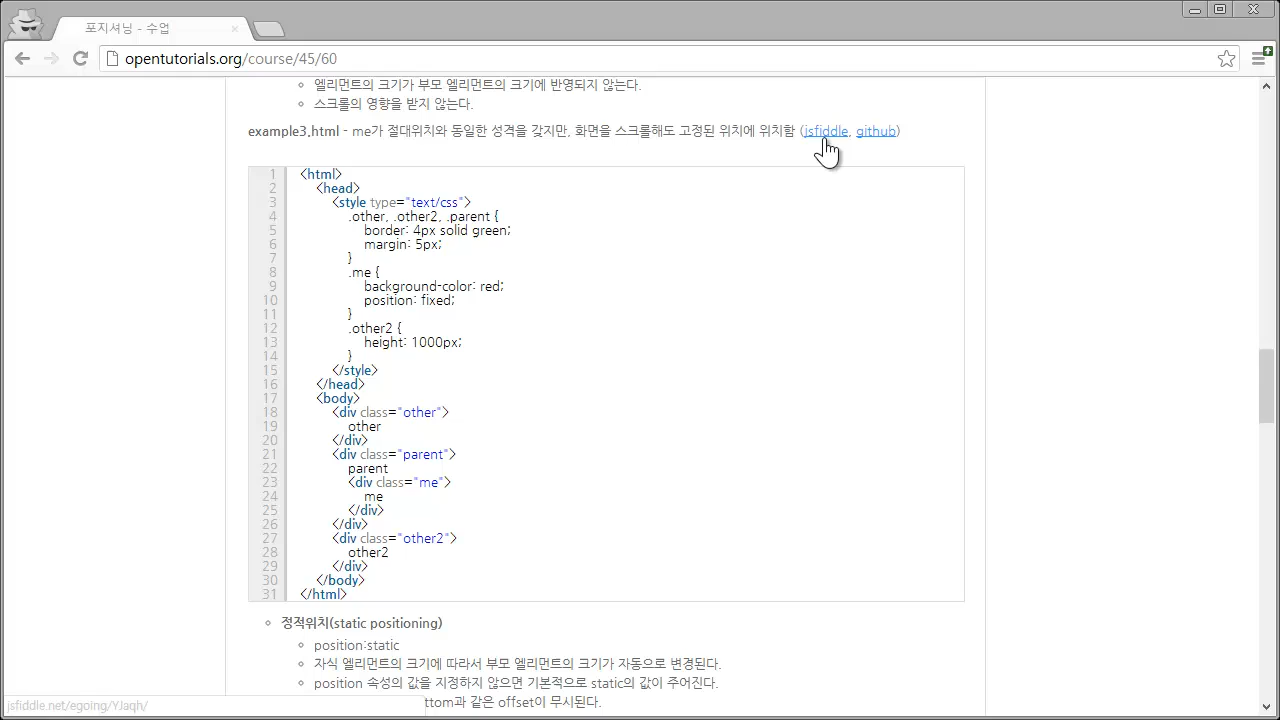 포지셔닝 - 수업
opentutorials.org/course/45/60
엘리먼트의 크기가 부모 엘리먼트의 크기에 반영되지 않는다.
스크롤의 영향을 받지 않는다.
example3.html - me가 절대위치와 동일한 성격을 갖지만, 화면을 스크롤해도 고정된 위치에 위치함 (jsfiddle, github)
1 <html>
2 <head>
3 <style type="text/css">
4 .other, .other2, .parent {
5 border: 4px solid green;
6 margin: 5px;
7 }
8 .me {
9 background-color: red;
10 position: fixed;
11 }
12 .other2 {
13 height: 1000px;
14 }
15 </style>
16 </head>
17 <body>
18 <div class="other">
19 other
20 </div>
21 <div class="parent">
22 parent
23 <div class="me">
24 me
25 </div>
26 </div>
27 <div class="other2">
28 other2
29 </div>
30 </body>
31 </html>
정적위치(static positioning)
position:static
자식 엘리먼트의 크기에 따라서 부모 엘리먼트의 크기가 자동으로 변경된다.
position 속성의 값을 지정하지 않으면 기본적으로 static의 값이 주어진다.
ttom과 같은 offset이 무시된다.
jsfiddle.net/egoing/YJaqh/